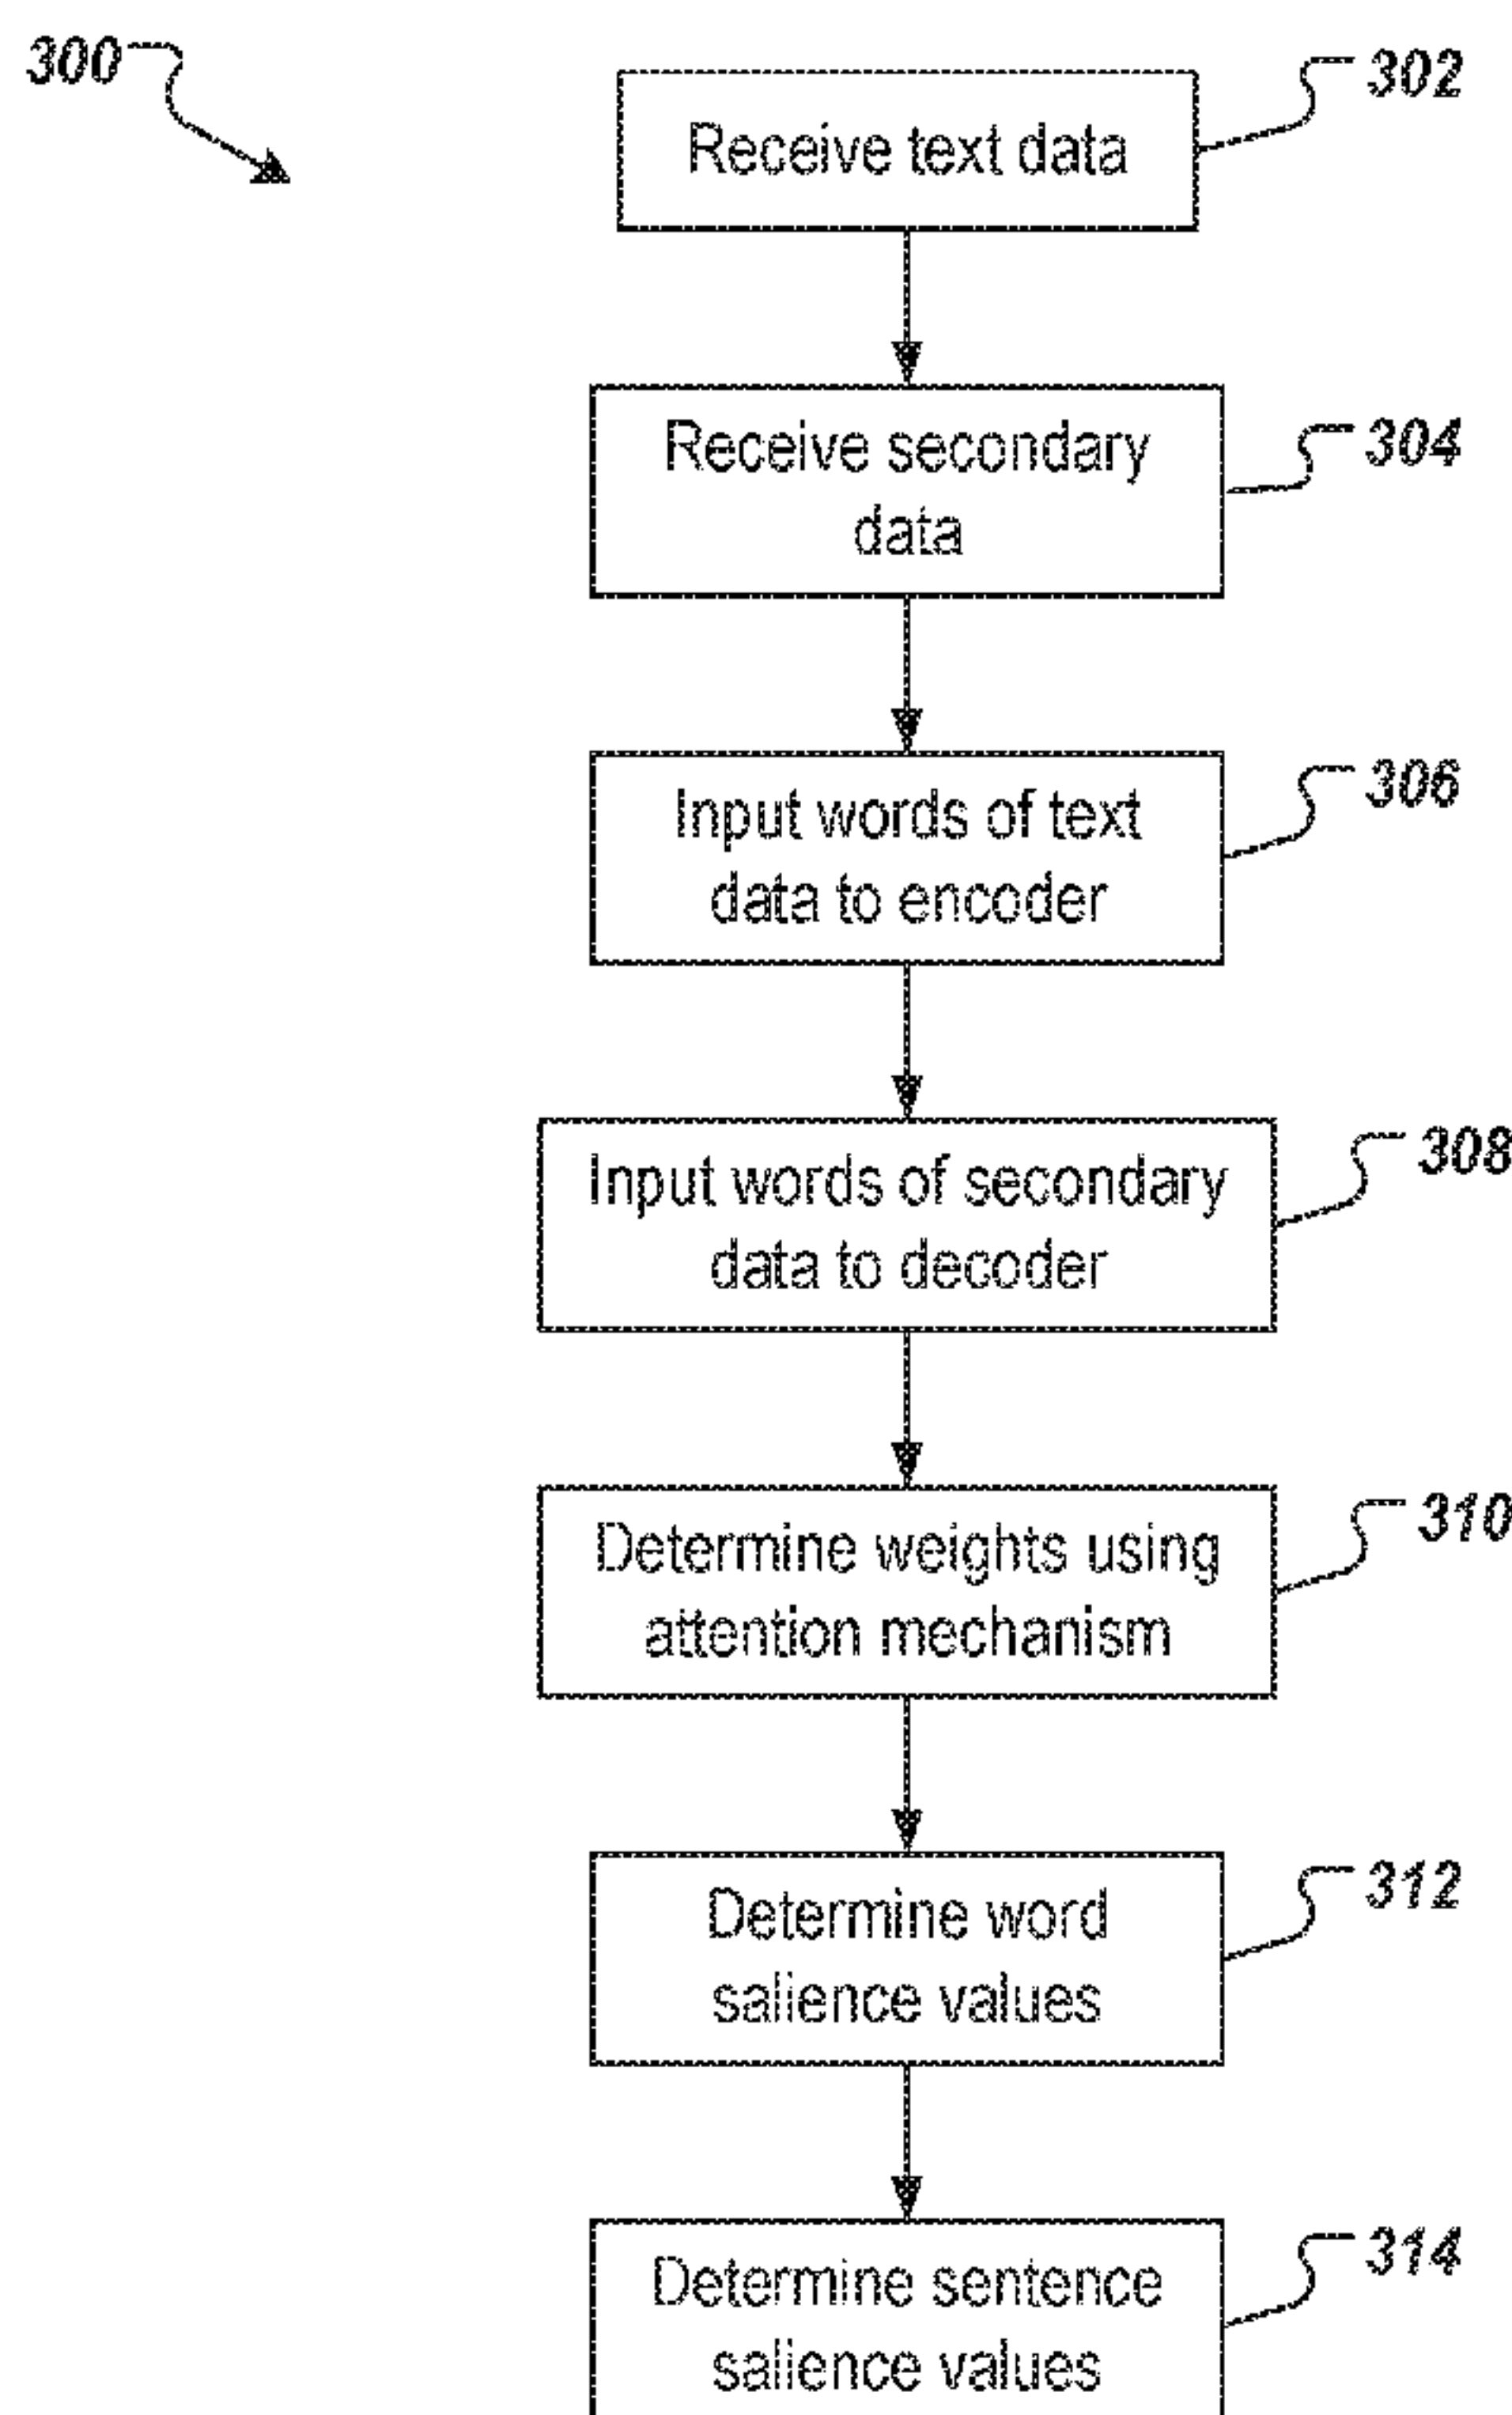 300
302
Receive text data
304
Receive secondary
data
306
Input words of text
data to encoder
308
Input words of secondary
data to decoder
310
Determine weights using
attention mechanism
312
Determine word
salience values
314
Determine sentence
salience values